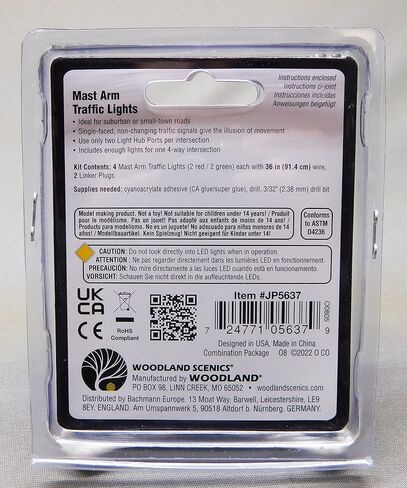 Mast Arm
Traffic Lights
Instructions enclosed
Instructions ci-joint
Instrucciones incluidas
Anweisungen beigefügt
• Ideal for suburban or small-town roads
• Single-faced, non-changing traffic signals give the illusion of movement
• Use only two Light Hub Ports per intersection
• Includes enough lights for one 4-way intersection
Kit Contents: 4 Mast Arm Traffic Lights (2 red / 2 green) each with 36 in (91.4 cm) wire,
2 Linker Plugs
Supplies needed: cyanoacrylate adhesive (CA glue/super glue), drill, 3/32" (2.38 mm) drill bit
Model making product. Not a toy! Not suitable for children under 14 years! / Produit
pour le modélisme. Pas un jouet! Pas adapté aux enfants de moins de 14 ans! /
Producto para modelismo. No es un juguete! No adecuado para niños menores de 14
años! / Modellbauartikel. Kein Spielzeug! Nicht geeignet für Kinder unter 14!
Conforms
to ASTM
D4236
CAUTION: Do not look directly into LED lights when in operation.
ATTENTION : Ne pas regarder directement dans les lumières LED en fonctionnement.
PRECAUCIÓN: No mire directamente a las luces LED cuando está en funcionamiento.
VORSICHT: Schauen Sie nicht direkt in die aufleuchtende LEDs.
UK
CA
CE
RoHS
Compliant
Item #JP5637
7 24771 05637 9
00805
Designed in USA, Made in China
Combination Package 08 ©2022 O CO
WOODLAND SCENICS®
Manufactured by WOODLAND®
PO BOX 98, LINN CREEK, MO 65052 • woodlandscenics.com
Distributed by Bachmann Europe. 13 Moat Way, Barwell, Leicestershire, LE9
8EY. ENGLAND. Am Umspannwerk 5, 90518 Altdorf b. Nürnberg. GERMANY.